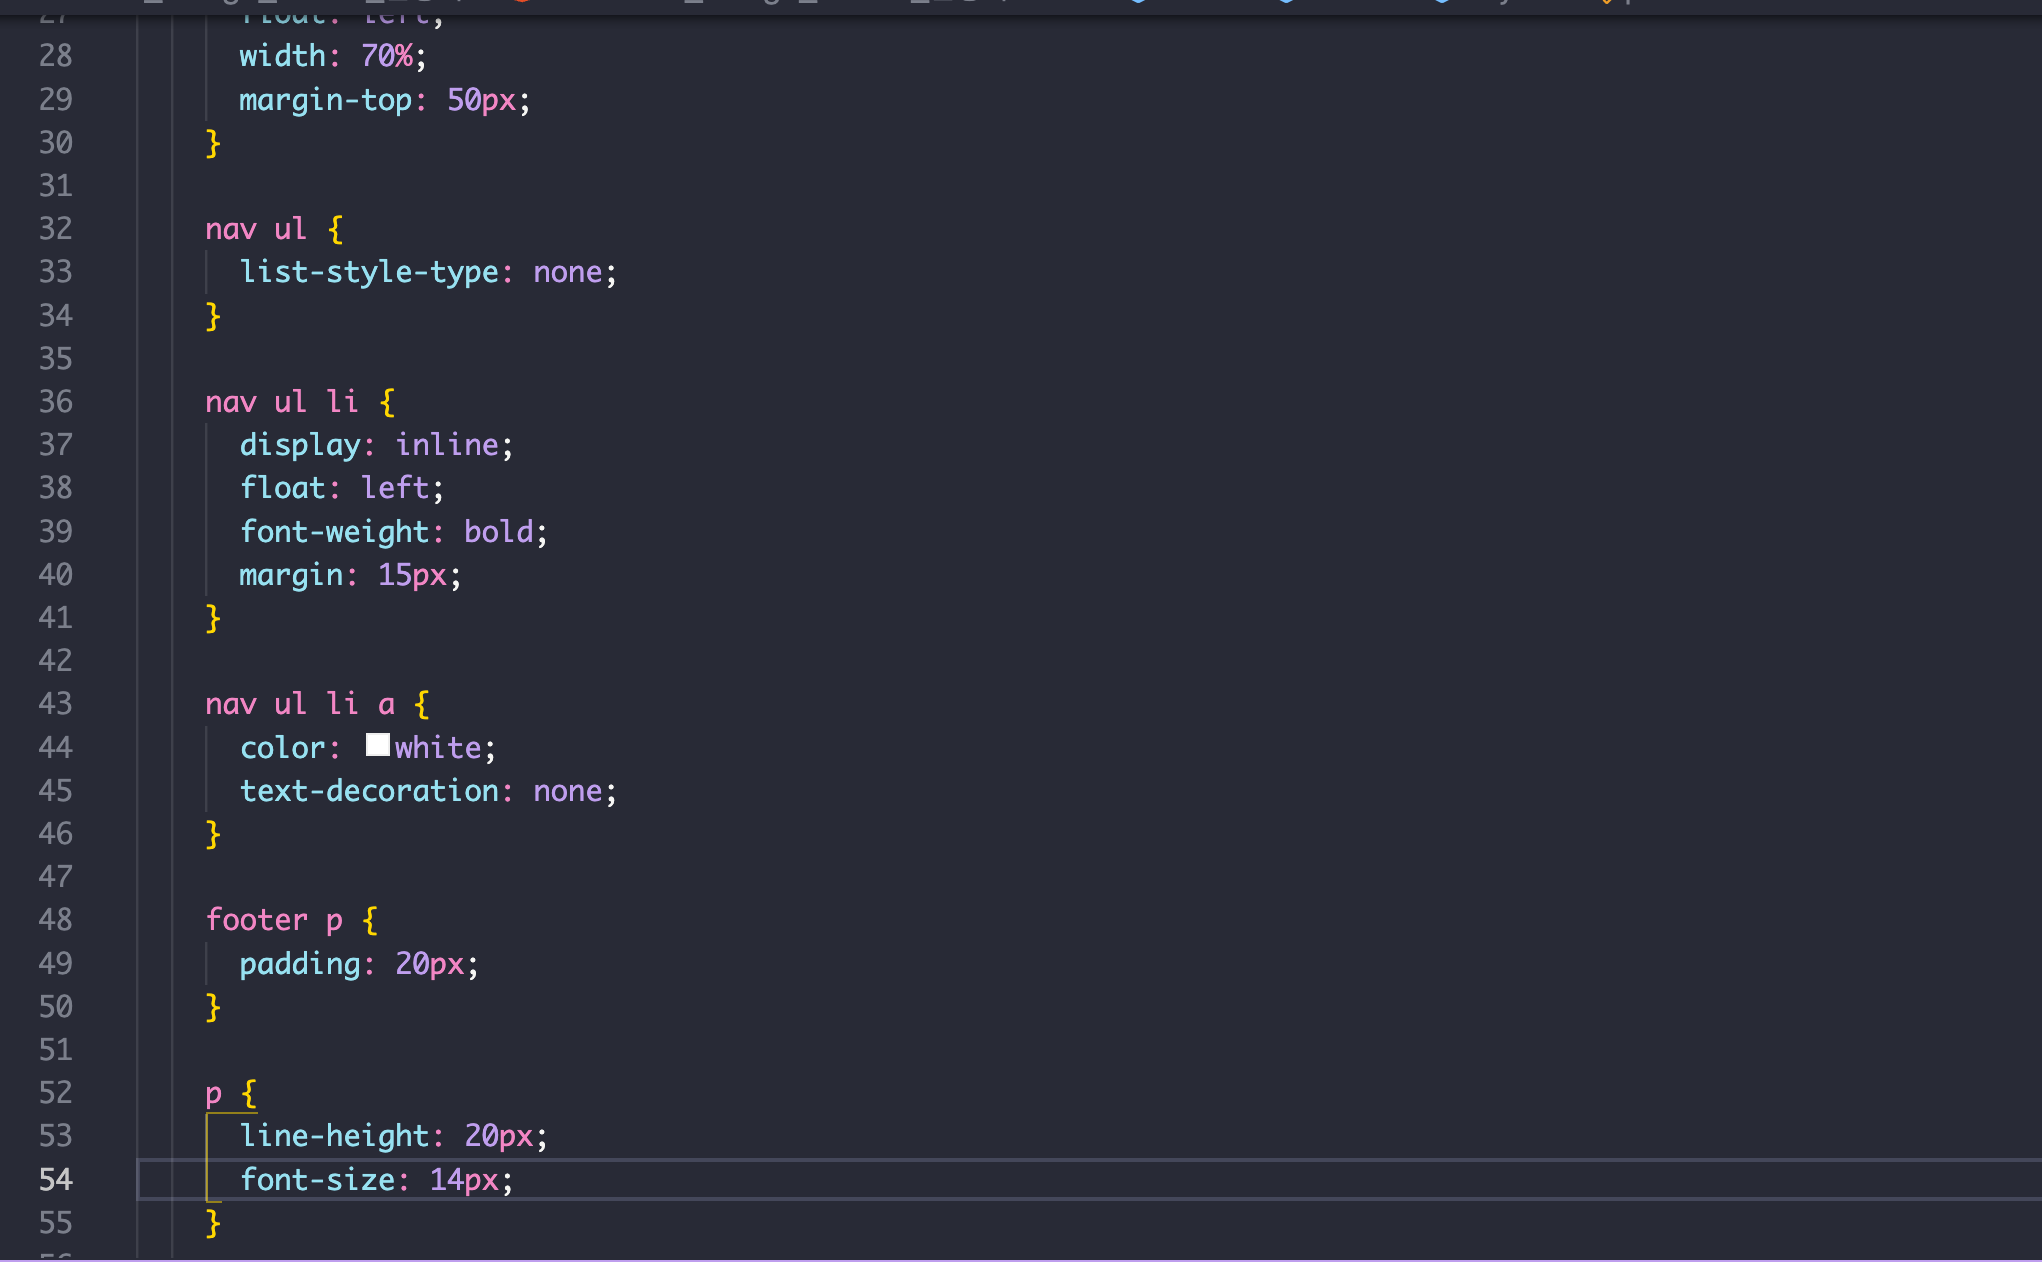 27 float: left;
28 width: 70%;
29 margin-top: 50px;
30 }
31
32 nav ul {
33 list-style-type: none;
34 }
35
36 nav ul li {
37 display: inline;
38 float: left;
39 font-weight: bold;
40 margin: 15px;
41 }
42
43 nav ul li a {
44 color: white;
45 text-decoration: none;
46 }
47
48 footer p {
49 padding: 20px;
50 }
51
52 p {
53 line-height: 20px;
54 font-size: 14px;
55 }